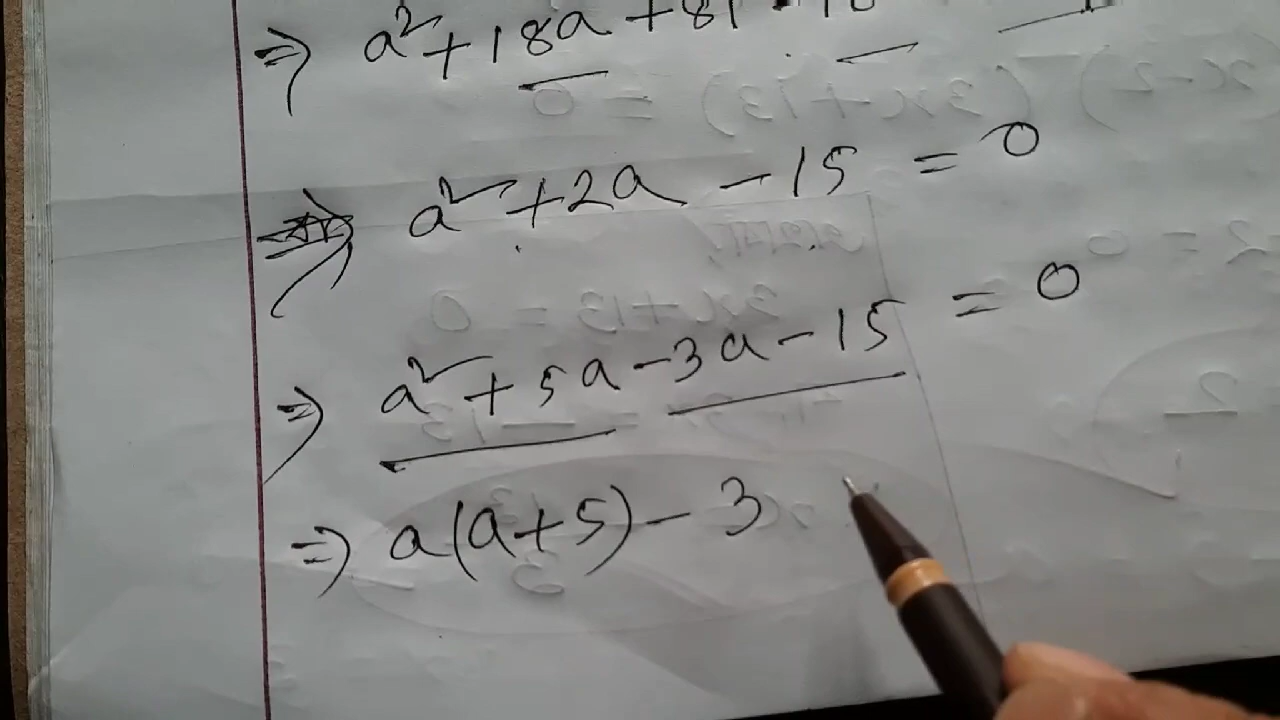 ⇒ a² + 18a + 81
⇒ a² + 2a - 15 = 0
⇒ a² + 5a - 3a - 15 = 0
⇒ a(a+5) - 3